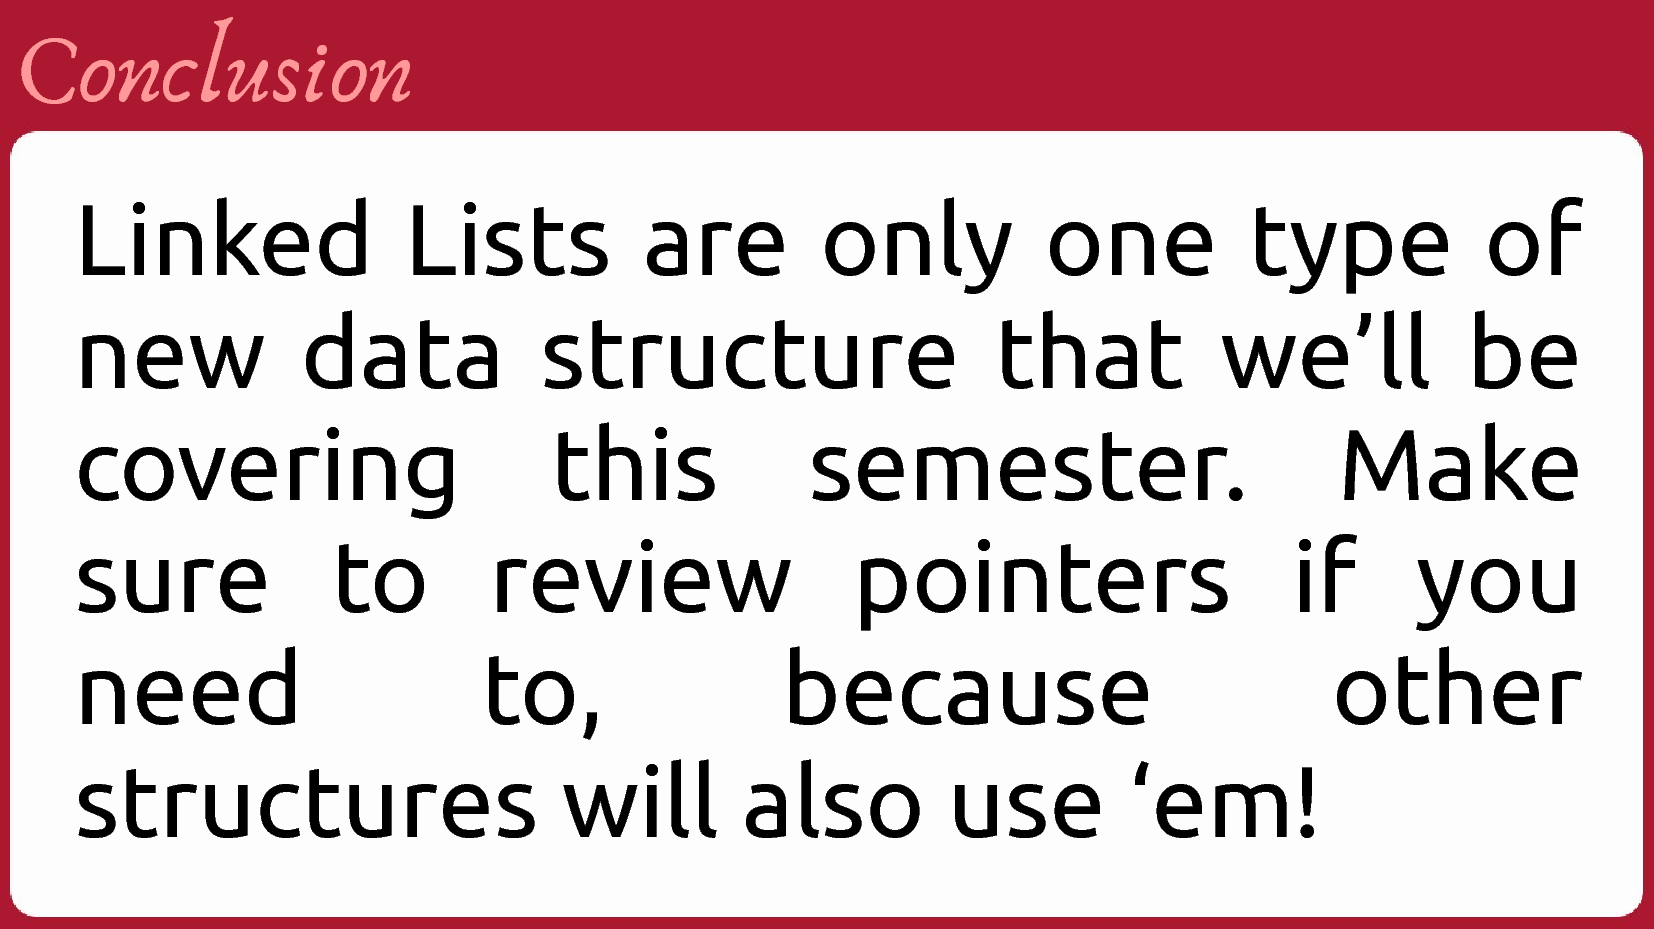 Conclusion
Linked Lists are only one type of
new data structure that we’ll be
covering this semester. Make
sure to review pointers if you
need to, because other
structures will also use ‘em!